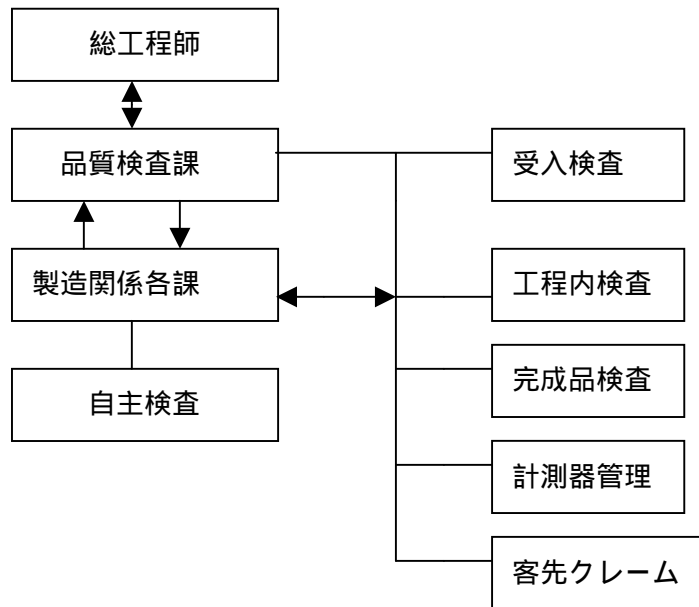 総工程師
品質検査課
受入検査
製造関係各課
工程内検査
自主検査
完成品検査
計測器管理
客先クレーム